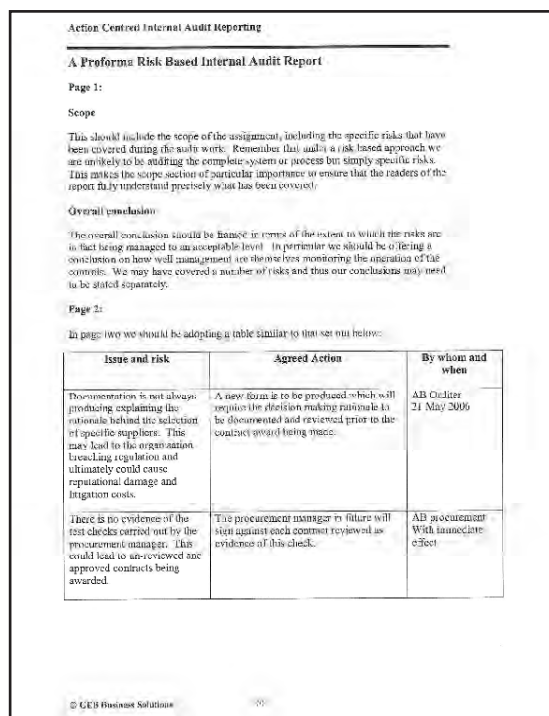 Action Centred Internal Audit Reporting
A Proforma Risk Based Internal Audit Report
Page 1:
Scope
This should include the scope of the assignment, including the specific risks that have
been covered during the audit work. Remember that under a risk based approach we
are unlikely to be auditing the complete system or process but simply specific risks.
This makes the scope section of particular importance to ensure that the readers of the
report fully understand precisely what has been covered.
Overall conclusion
The overall conclusion should be framed in terms of the extent to which the risks are
in fact being managed to an acceptable level. In particular we should be offering a
conclusion on how well management are themselves monitoring the operation of the
controls. We may have covered a number of risks and thus our conclusions may need
to be stated separately.
Page 2:
In page two we should be adopting a table similar to that set out below:
Issue and risk
Agreed Action
By whom and
when
Documentation is not always
producing explaining the
rationale behind the selection
of specific suppliers. This
may lead to the organisation
breaching regulation and
ultimately could cause
reputational damage and
litigation costs.
A new form is to be produced which will
require the decision making rationale to
be documented and reviewed prior to the
contract award being made.
AB
21 May 2006
There is no evidence of the
test checks carried out by the
procurement manager. This
could lead to un-reviewed and
approved contracts being
awarded.
The procurement manager in future will
sign against each contract reviewed as
evidence of this check.
AB procurement
With immediate
effect
© Business Solutions